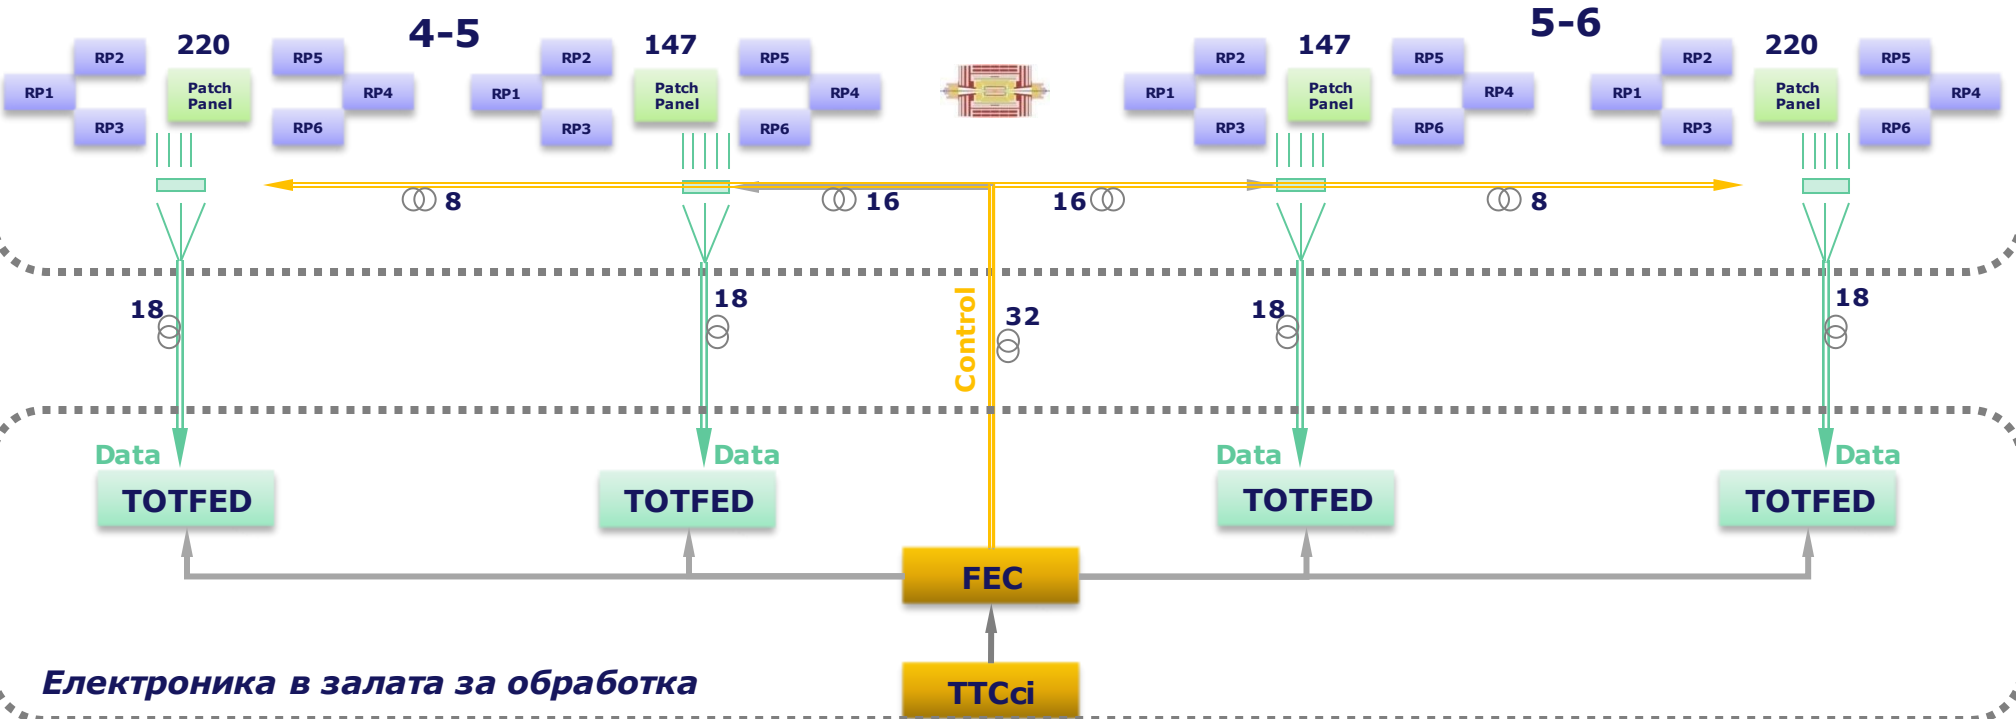 4-5
5-6
220
147
147
220
RP2
RP5
RP2
RP5
RP2
RP5
RP2
RP5
RP1
Patch
Panel
RP4
RP1
Patch
Panel
RP4
RP1
Patch
Panel
RP4
RP1
Patch
Panel
RP4
RP3
RP6
RP3
RP6
RP3
RP6
RP3
RP6
8
16
16
8
18
18
32
18
18
Control
Data
Data
Data
Data
TOTFED
TOTFED
TOTFED
TOTFED
FEC
Електроника в залата за обработка
TTCci